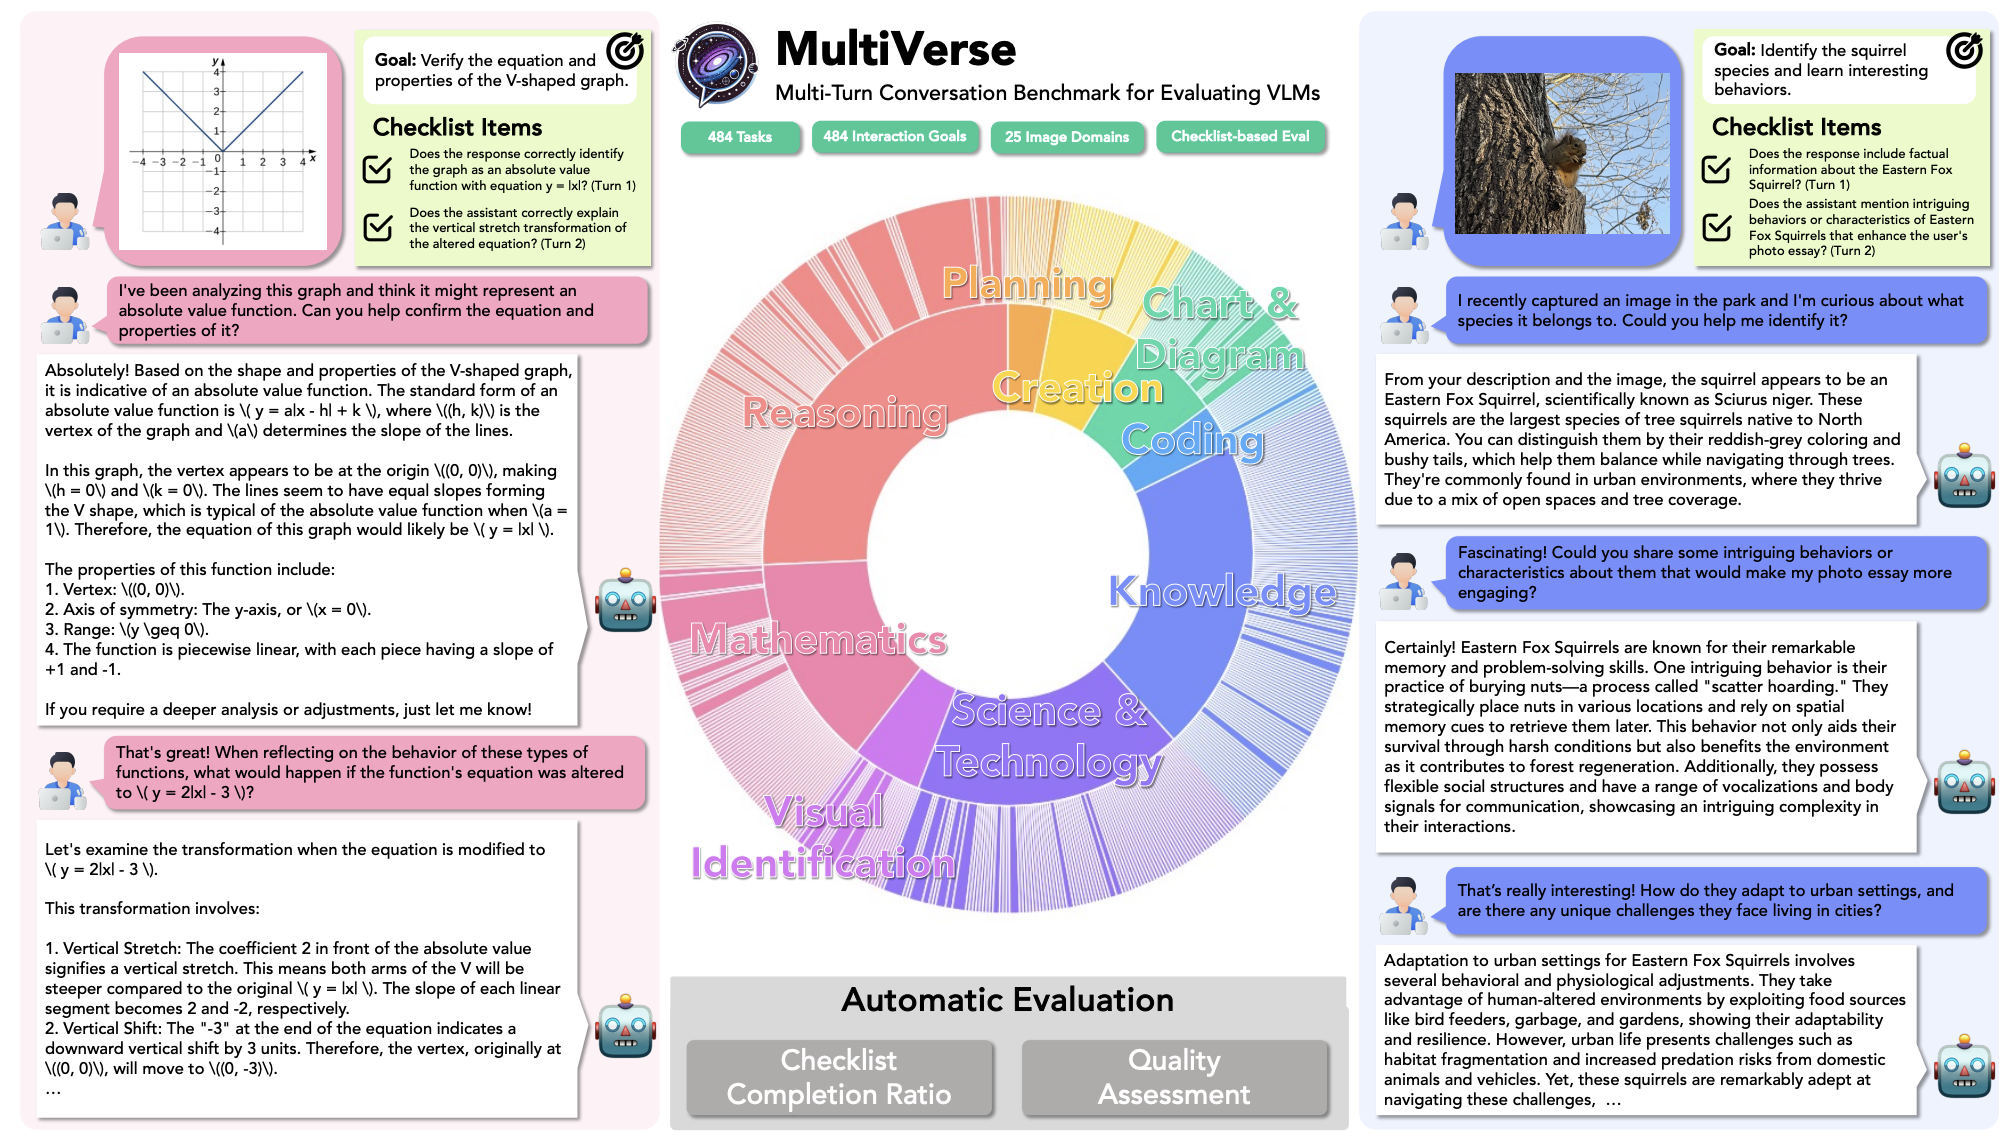 y
4
3
2
1
−4 −3 −2 −1 0 1 2 3 4 x
−1
−2
−3
−4
Goal: Verify the equation and
properties of the V-shaped graph.
Checklist Items
Does the response correctly identify
the graph as an absolute value
function with equation y = |x|? (Turn 1)
Does the assistant correctly explain
the vertical stretch transformation of
the altered equation? (Turn 2)
I've been analyzing this graph and think it might represent an
absolute value function. Can you help confirm the equation and
properties of it?
Absolutely! Based on the shape and properties of the V-shaped graph,
it is indicative of an absolute value function. The standard form of an
absolute value function is \( y = a|x - h| + k \), where \((h, k)\) is the
vertex of the graph and \(a\) determines the slope of the lines.
In this graph, the vertex appears to be at the origin \((0, 0)\), making
\(h = 0\) and \(k = 0\). The lines seem to have equal slopes forming
the V shape, which is typical of the absolute value function when \(a =
1\). Therefore, the equation of this graph would likely be \( y = |x| \).
The properties of this function include:
1. Vertex: \((0, 0)\).
2. Axis of symmetry: The y-axis, or \(x = 0\).
3. Range: \(y \geq 0\).
4. The function is piecewise linear, with each piece having a slope of
+1 and -1.
If you require a deeper analysis or adjustments, just let me know!
That's great! When reflecting on the behavior of these types of
functions, what would happen if the function's equation was altered
to \( y = 2|x| - 3 \)?
Let's examine the transformation when the equation is modified to
\( y = 2|x| - 3 \).
This transformation involves:
1. Vertical Stretch: The coefficient 2 in front of the absolute value
signifies a vertical stretch. This means both arms of the V will be
steeper compared to the original \( y = |x| \). The slope of each linear
segment becomes 2 and -2, respectively.
2. Vertical Shift: The "-3" at the end of the equation indicates a
downward vertical shift by 3 units. Therefore, the vertex, originally at
\((0, 0)\), will move to \((0, -3)\).
...
MultiVerse
Multi-Turn Conversation Benchmark for Evaluating VLMs
484 Tasks
484 Interaction Goals
25 Image Domains
Checklist-based Eval
Planning
Chart &
Diagram
Creation
Reasoning
Coding
Knowledge
Mathematics
Science &
Technology
Visual
Identification
Automatic Evaluation
Checklist
Completion Ratio
Quality
Assessment
Goal: Identify the squirrel
species and learn interesting
behaviors.
Checklist Items
Does the response include factual
information about the Eastern Fox
Squirrel? (Turn 1)
Does the assistant mention intriguing
behaviors or characteristics of Eastern
Fox Squirrels that enhance the user's
photo essay? (Turn 2)
I recently captured an image in the park and I'm curious about what
species it belongs to. Could you help me identify it?
From your description and the image, the squirrel appears to be an
Eastern Fox Squirrel, scientifically known as Sciurus niger. These
squirrels are the largest species of tree squirrels native to North
America. You can distinguish them by their reddish-grey coloring and
bushy tails, which help them balance while navigating through trees.
They're commonly found in urban environments, where they thrive
due to a mix of open spaces and tree coverage.
Fascinating! Could you share some intriguing behaviors or
characteristics about them that would make my photo essay more
engaging?
Certainly! Eastern Fox Squirrels are known for their remarkable
memory and problem-solving skills. One intriguing behavior is their
practice of burying nuts—a process called "scatter hoarding." They
strategically place nuts in various locations and rely on spatial
memory cues to retrieve them later. This behavior not only aids their
survival through harsh conditions but also benefits the environment
as it contributes to forest regeneration. Additionally, they possess
flexible social structures and have a range of vocalizations and body
signals for communication, showcasing an intriguing complexity in
their interactions.
That's really interesting! How do they adapt to urban settings, and
are there any unique challenges they face living in cities?
Adaptation to urban settings for Eastern Fox Squirrels involves
several behavioral and physiological adjustments. They take
advantage of human-altered environments by exploiting food sources
like bird feeders, garbage, and gardens, showing their adaptability
and resilience. However, urban life presents challenges such as
habitat fragmentation and increased predation risks from domestic
animals and vehicles. Yet, these squirrels are remarkably adept at
navigating these challenges, ...